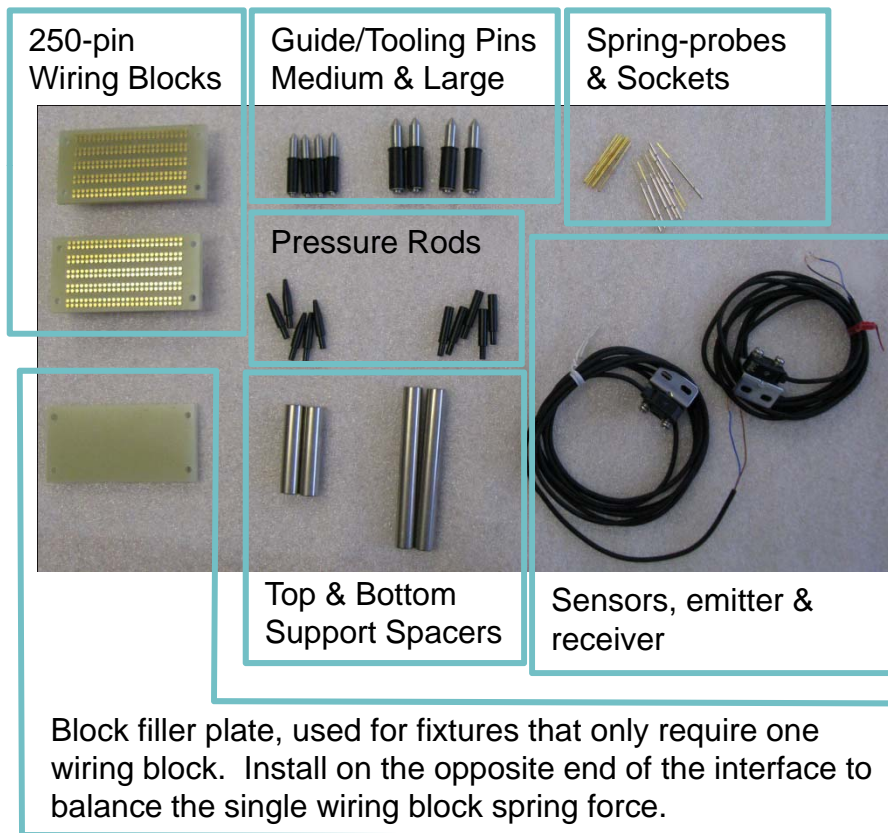 250-pin
Wiring Blocks
Guide/Tooling Pins
Medium & Large
Spring-probes
& Sockets
Pressure Rods
Top & Bottom
Support Spacers
Sensors, emitter &
receiver
Block filler plate, used for fixtures that only require one
wiring block.  Install on the opposite end of the interface to
balance the single wiring block spring force.